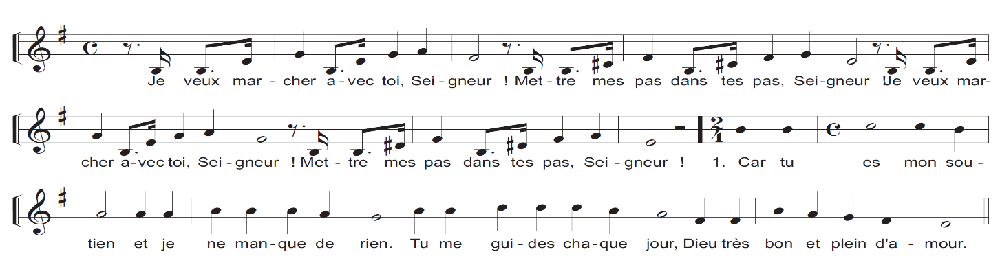 Je veux mar - cher a - vec toi, Sei - gneur ! Met - tre mes pas dans tes pas, Sei - gneur ! Je veux mar-
cher a - vec toi, Sei - gneur ! Met - tre mes pas dans tes pas, Sei - gneur ! 1. Car tu es mon sou -
2 4
tien et je ne man - que de rien. Tu me gui - des cha - que jour, Dieu très bon et plein d'a - mour.